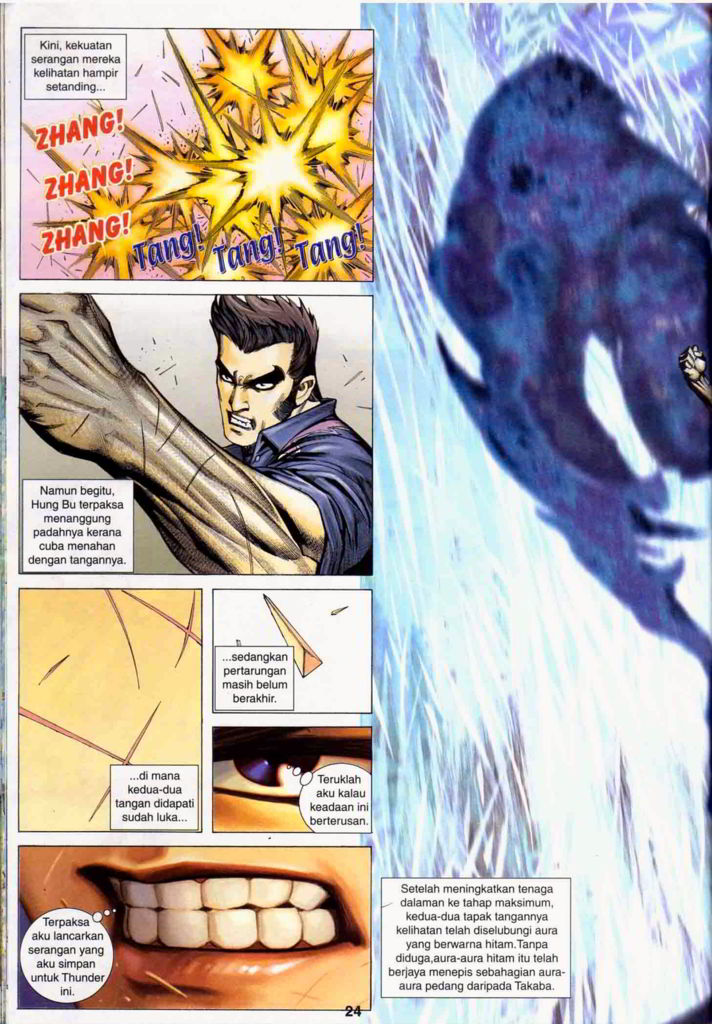 Kini, kekuatan
serangan mereka
kelihatan hampir
setanding...
ZHANG!
ZHANG!
ZHANG!
Tang!
Tang!
Tang!
Namun begitu,
Hung Bu terpaksa
menanggung
padahnya kerana
cuba menahan
dengan tangannya.
...di mana
kedua-dua
tangan didapati
sudah luka...
...sedangkan
pertarungan
masih belum
berakhir.
Teruklah
aku kalau
keadaan ini
berterusan.
Terpaksa
aku lancarkan
serangan yang
aku simpan
untuk Thunder
ini.
Setelah meningkatkan tenaga
dalaman ke tahap maksimum,
kedua-dua tapak tangannya
kelihatan telah diselubungi aura
yang berwarna hitam.Tanpa
diduga,aura-aura hitam itu telah
berjaya menepis sebahagian aura-
aura pedang daripada Takaba.
24